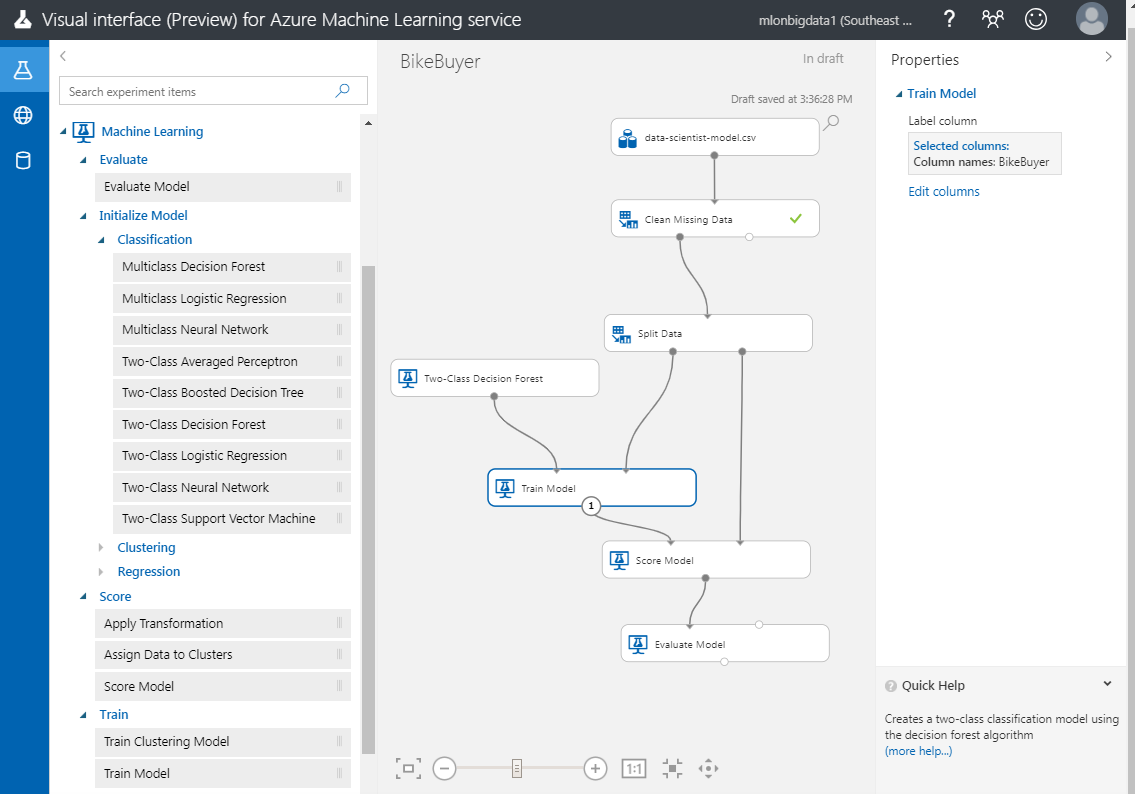 Visual interface (Preview) for Azure Machine Learning service
mlonbigdata1 (Southeast ...
?
Search experiment items
Machine Learning
Evaluate
Evaluate Model
Initialize Model
Classification
Multiclass Decision Forest
Multiclass Logistic Regression
Multiclass Neural Network
Two-Class Averaged Perceptron
Two-Class Boosted Decision Tree
Two-Class Decision Forest
Two-Class Logistic Regression
Two-Class Neural Network
Two-Class Support Vector Machine
Clustering
Regression
Score
Apply Transformation
Assign Data to Clusters
Score Model
Train
Train Clustering Model
Train Model
BikeBuyer
In draft
Draft saved at 3:36:28 PM
data-scientist-model.csv
Clean Missing Data
Split Data
Two-Class Decision Forest
Train Model
1
Score Model
Evaluate Model
1:1
Properties
Train Model
Label column
Selected columns:
Column names: BikeBuyer
Edit columns
? Quick Help
Creates a two-class classification model using
the decision forest algorithm
(more help...)